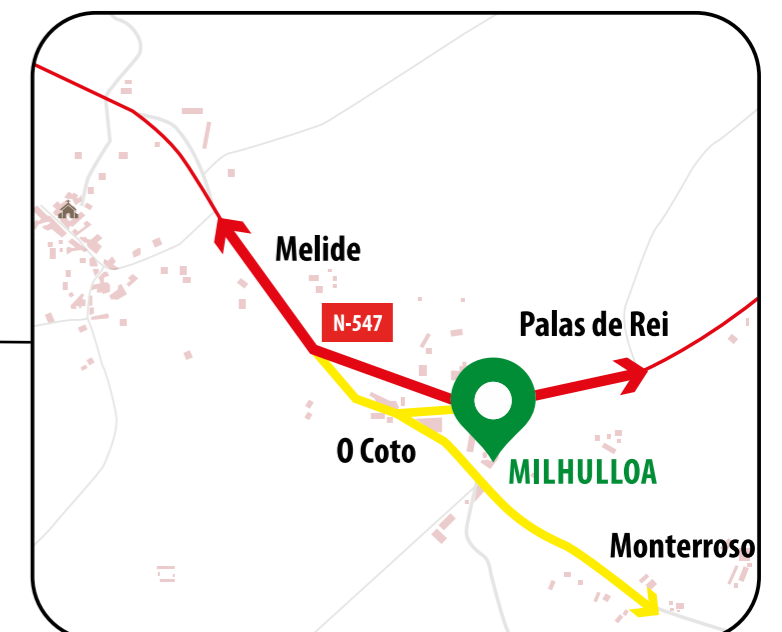 Melide
N-547
Palas de Rei
O Coto
MILHULLOA
Monterroso